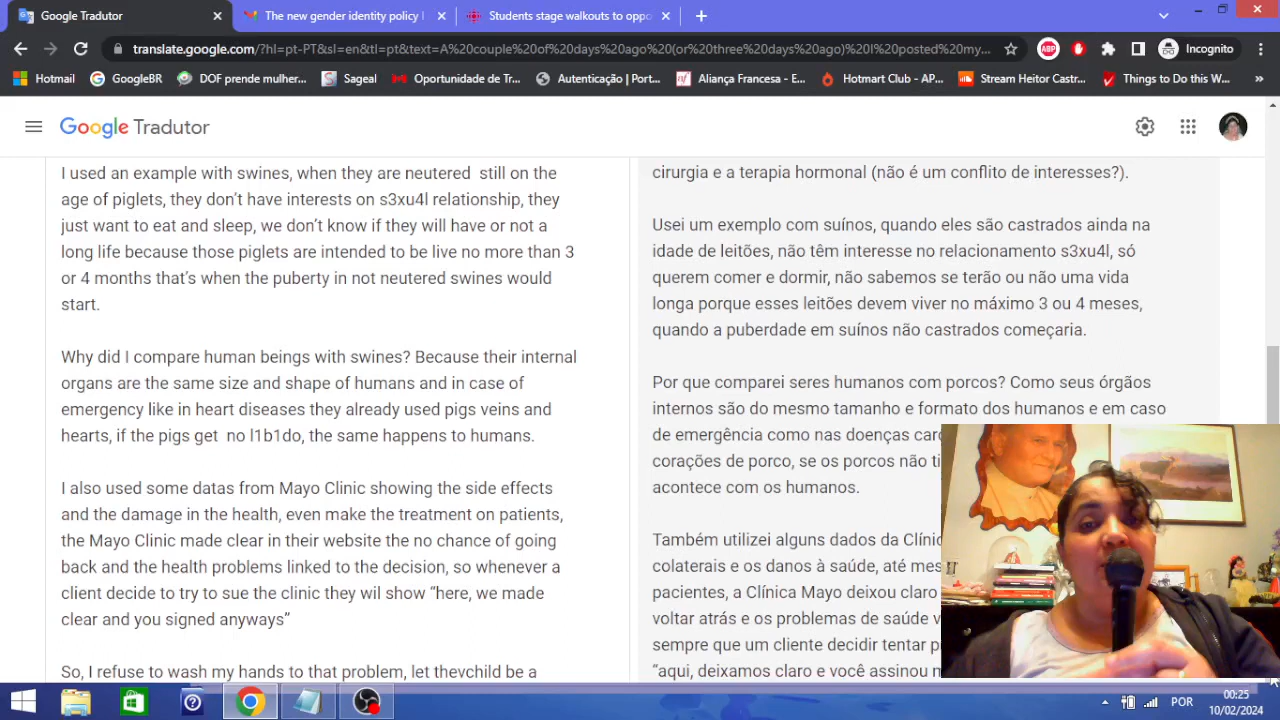 Google Tradutor
The new gender identity policy i
Students stage walkouts to oppo
translate.google.com/?hl=pt-PT&sl=en&tl=pt&text=A%20couple%20of%20days%20ago%20(or%20three%20days%20ago)%20I%20posted%20my...
ABP
Incognito
Hotmail
GoogleBR
DOF prende mulher...
Sageal
Oportunidade de Tr...
Autenticação | Port...
Aliança Francesa - E...
Hotmart Club - AP...
Stream Heitor Costr...
Things to Do this W...
Google Tradutor
I used an example with swines, when they are neutered still on the
age of piglets, they don't have interests on s3xu4l relationship, they
just want to eat and sleep, we don't know if they will have or not a
long life because those piglets are intended to be live no more than 3
or 4 months that's when the puberty in not neutered swines would
start.
Why did I compare human beings with swines? Because their internal
organs are the same size and shape of humans and in case of
emergency like in heart diseases they already used pigs veins and
hearts, if the pigs get no l1b1do, the same happens to humans.
I also used some datas from Mayo Clinic showing the side effects
and the damage in the health, even make the treatment on patients,
the Mayo Clinic made clear in their website the no chance of going
back and the health problems linked to the decision, so whenever a
client decide to try to sue the clinic they wil snow “here, we made
clear and you signed anyways”
So, I refuse to wash my hands to that problem, let thevchild be a
cirurgia e a terapia hormonal (não é um conflito de interesses?).
Usei um exemplo com suínos, quando eles são castrados ainda na
idade de leitões, não têm interesse no relacionamento s3xu4l, só
querem comer e dormir, não sabemos se terão ou não uma vida
longa porque esses leitões devem viver no máximo 3 ou 4 meses,
quando a puberdade em suínos não castrados começaria.
Por que comparei seres humanos com porcos? Como seus órgãos
internos são do mesmo tamanho e formato dos humanos e em caso
de emergência como nas doenças card
corações de porco, se os porcos não ti
acontece com os humanos.
Também utilizei alguns dados da Clínic
colaterais e os danos à saúde, até mes
pacientes, a Clínica Mayo deixou claro
voltar atrás e os problemas de saúde v
sempre que um cliente decidir tentar p
“aqui, deixamos claro e você assinou m
POR
00:25
10/02/2024